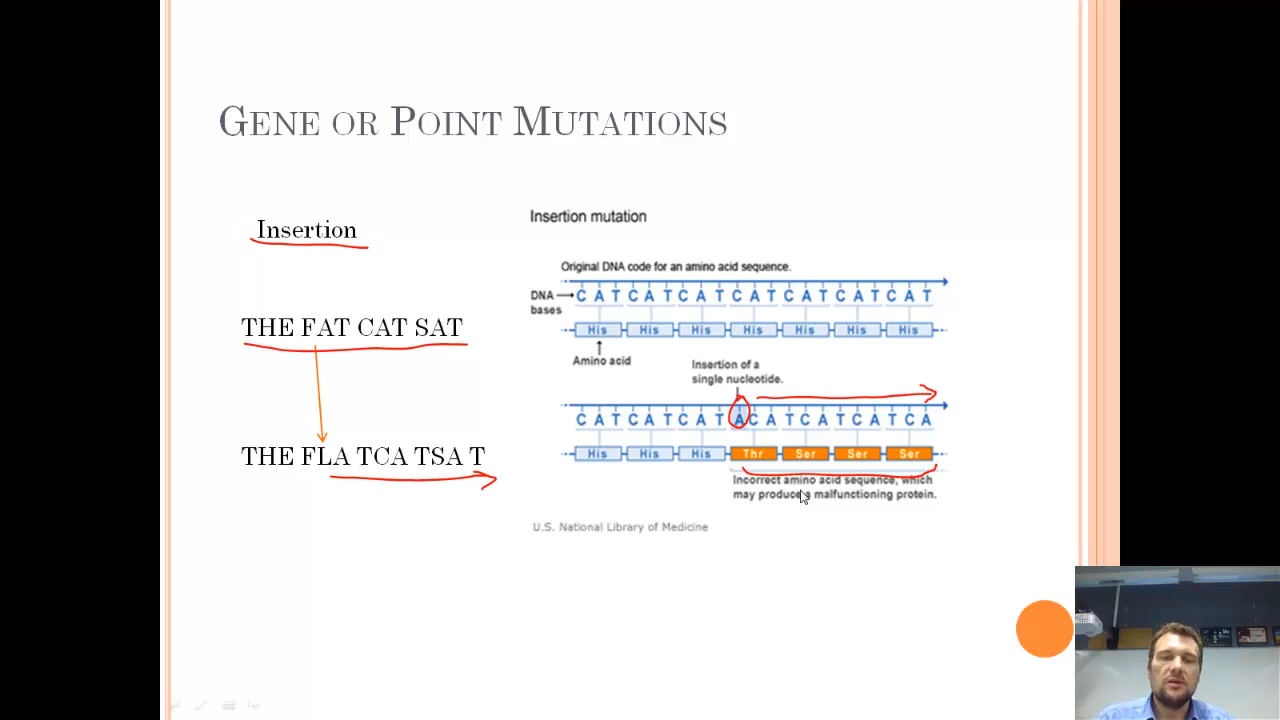 GENE OR POINT MUTATIONS
Insertion
THE FAT CAT SAT
THE FLA TCA TSA T
Insertion mutation
Original DNA code for an amino acid sequence.
DNA bases
C A T C A T C A T C A T C A T C A T C A T
His His His His His His His
Amino acid
Insertion of a
single nucleotide.
C A T C A T C A T A C A T C A T C A T C A
His His His Thr Ser Ser Ser
Incorrect amino acid sequence, which
may produce a malfunctioning protein.
U.S. National Library of Medicine